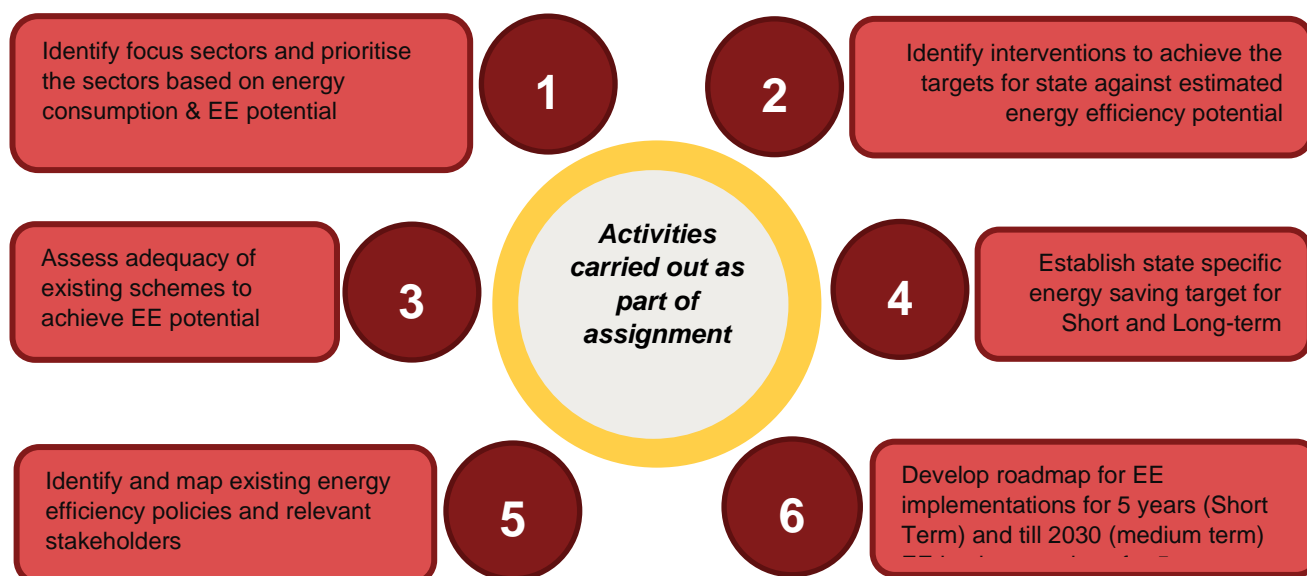 Identify focus sectors and prioritise
the sectors based on energy
consumption & EE potential
1
2
Identify interventions to achieve the
targets for state against estimated
energy efficiency potential
Activities
carried out as
part of
assignment
Assess adequacy of
existing schemes to
achieve EE potential
3
4
Establish state specific
energy saving target for
Short and Long-term
Identify and map existing energy
efficiency policies and relevant
stakeholders
5
6
Develop roadmap for EE
implementations for 5 years (Short
Term) and till 2030 (medium term)